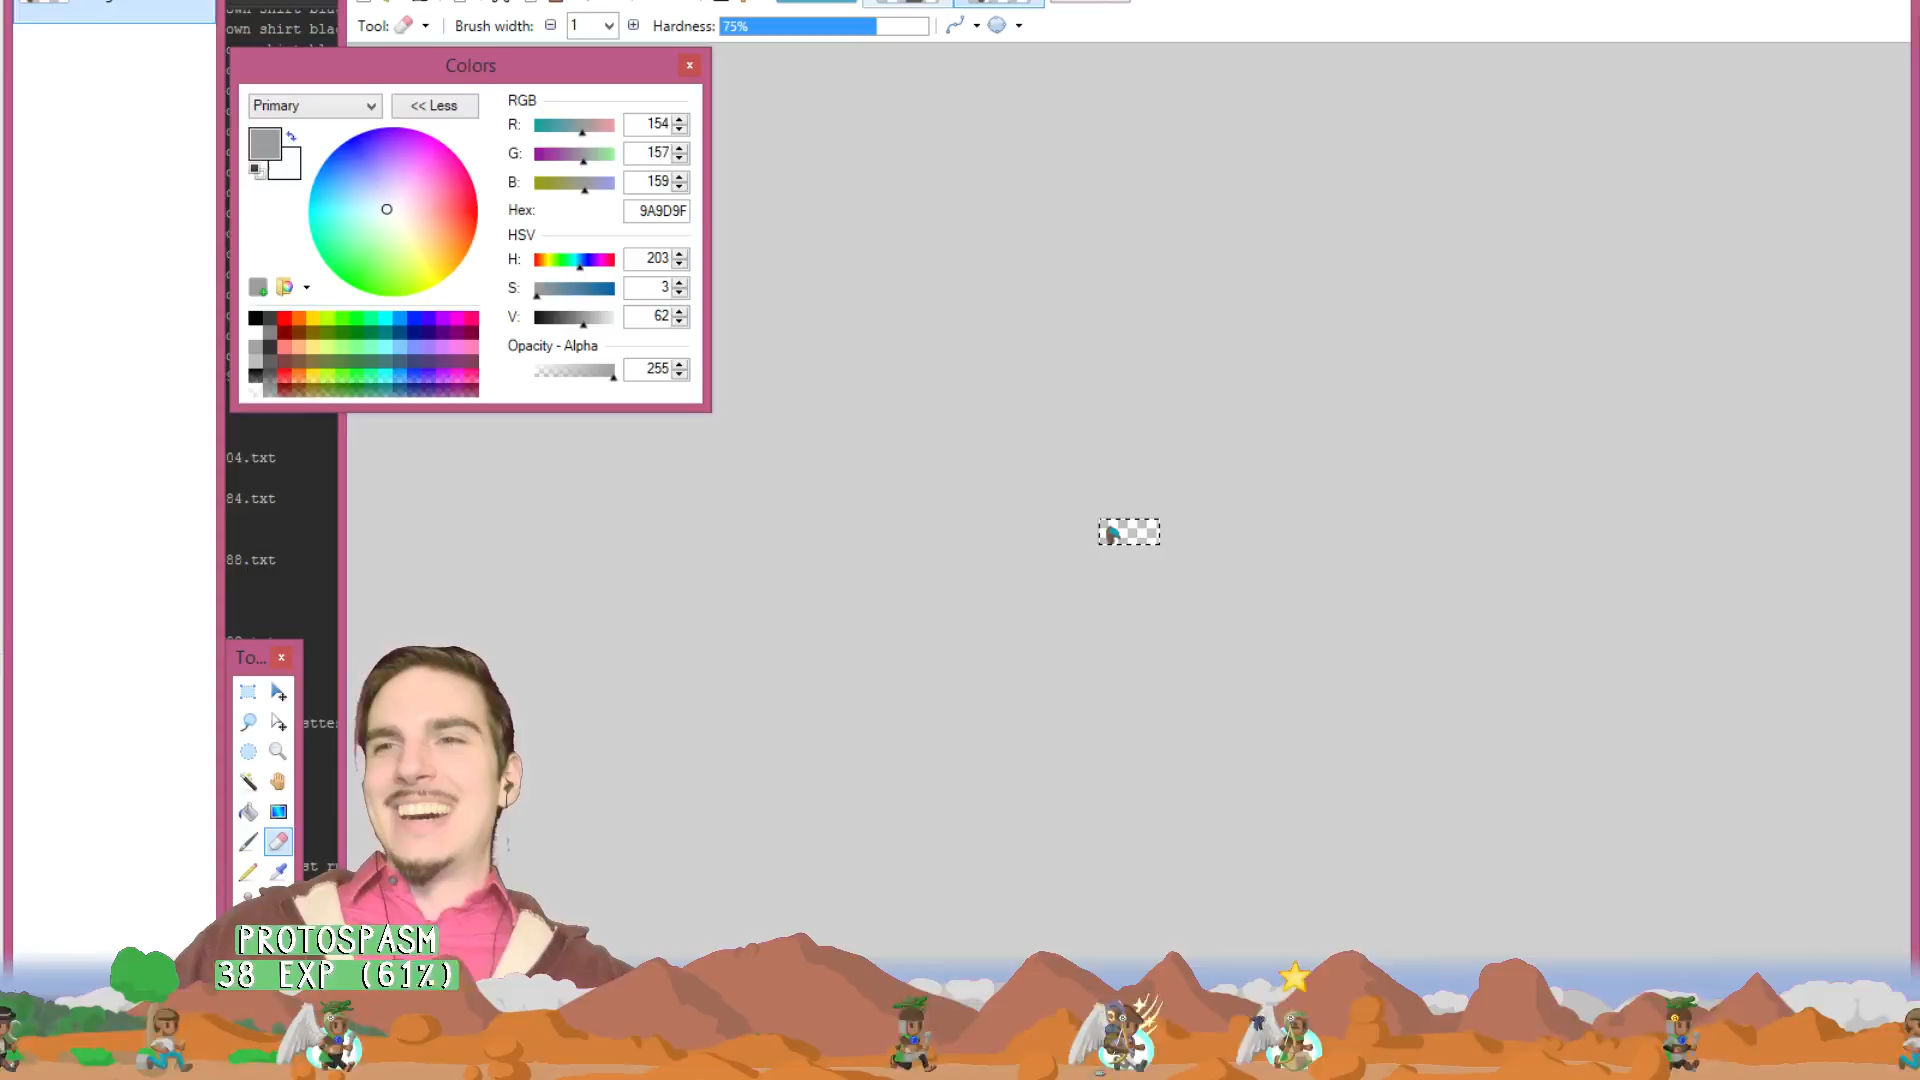 own shirt bla
Tool:
Brush width:
1
Hardness:
75%
Colors
x
Primary
<< Less
RGB
R:
154
G:
157
B:
159
Hex:
9A9D9F
HSV
H:
203
S:
3
V:
62
Opacity - Alpha
255
04.txt
84.txt
88.txt
To...
x
PROTOSPASM
38 EXP (61%)